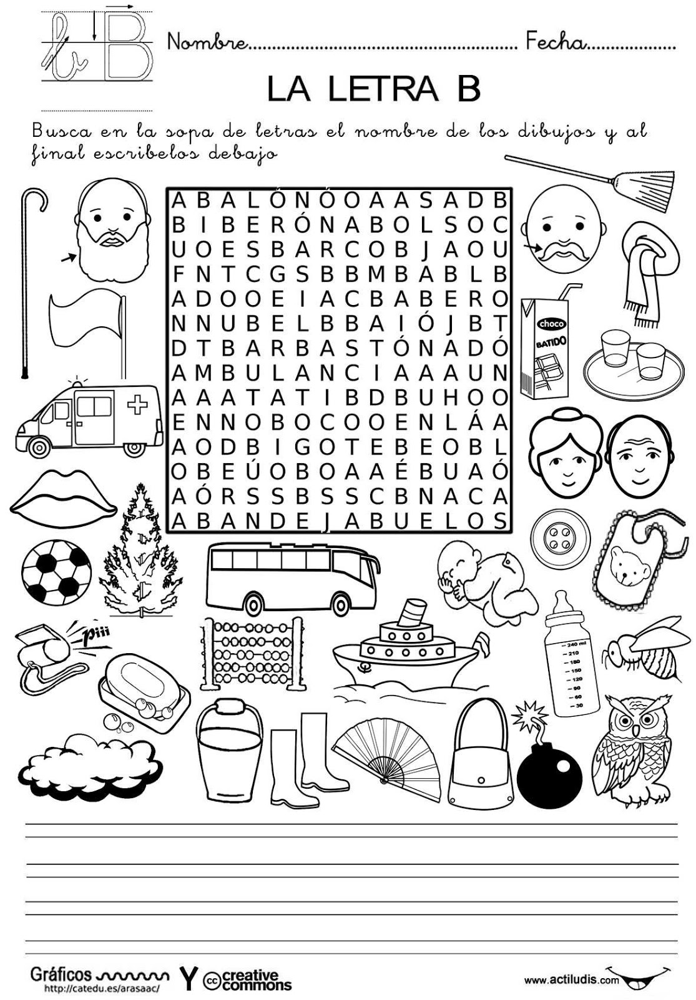 b B
Nombre.......................................................... Fecha...................
LA LETRA B
Busca en la sopa de letras el nombre de los dibujos y al
final escribelos debajo
A B A L Ó N Ó O A A S A D B
B I B E R Ó N A B O L S O C
U O E S B A R C O B J A O U
F N T C G S B B M B A B L B
A D O O E I A C B A B E R O
N N U B E L B B A I Ó J B T
D T B A R B A S T Ó N A D Ó
A M B U L A N C I A A A U N
A A A T A T I B D B U H O O
E N N O B O C O O E N L Á A
A O D B I G O T E B E O B L
O B E Ú O B O A A É B U A Ó
A Ó R S S B S S C B N A C A
A B A N D E J A B U E L O S
choco
BATIDO
piii
240 ml
210
180
150
120
90
60
30
Gráficos
http://catedu.es/arasaac/
Y
cc creative commons
www.actiludis.com